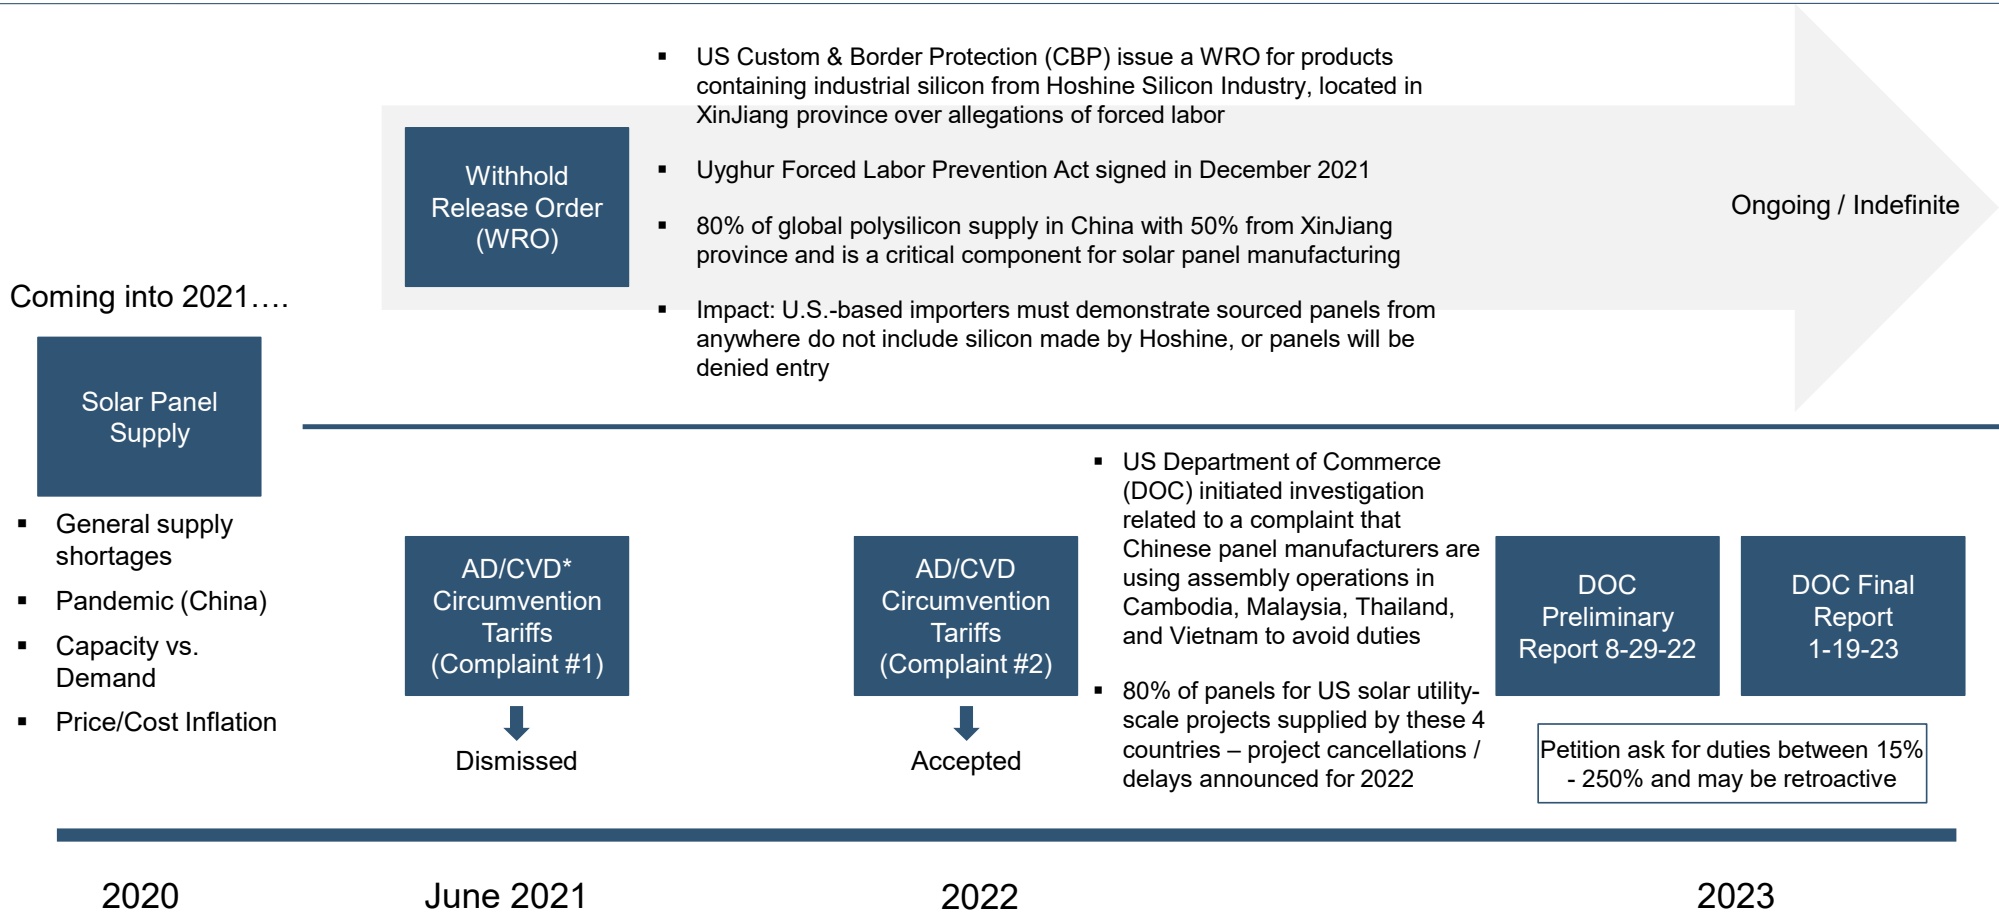 US Custom & Border Protection (CBP) issue a WRO for products
containing industrial silicon from Hoshine Silicon Industry, located in
XinJiang province over allegations of forced labor
Withhold
Release Order
(WRO)
Uyghur Forced Labor Prevention Act signed in December 2021
80% of global polysilicon supply in China with 50% from XinJiang
province and is a critical component for solar panel manufacturing
Impact: U.S.-based importers must demonstrate sourced panels from
anywhere do not include silicon made by Hoshine, or panels will be
denied entry
Ongoing / Indefinite
Coming into 2021….
Solar Panel
Supply
General supply
shortages
Pandemic (China)
Capacity vs.
Demand
Price/Cost Inflation
AD/CVD*
Circumvention
Tariffs
(Complaint #1)
Dismissed
AD/CVD
Circumvention
Tariffs
(Complaint #2)
Accepted
US Department of Commerce
(DOC) initiated investigation
related to a complaint that
Chinese panel manufacturers are
using assembly operations in
Cambodia, Malaysia, Thailand,
and Vietnam to avoid duties
80% of panels for US solar utility-
scale projects supplied by these 4
countries – project cancellations /
delays announced for 2022
DOC
Preliminary
Report 8-29-22
DOC Final
Report
1-19-23
Petition ask for duties between 15%
- 250% and may be retroactive
2020
June 2021
2022
2023